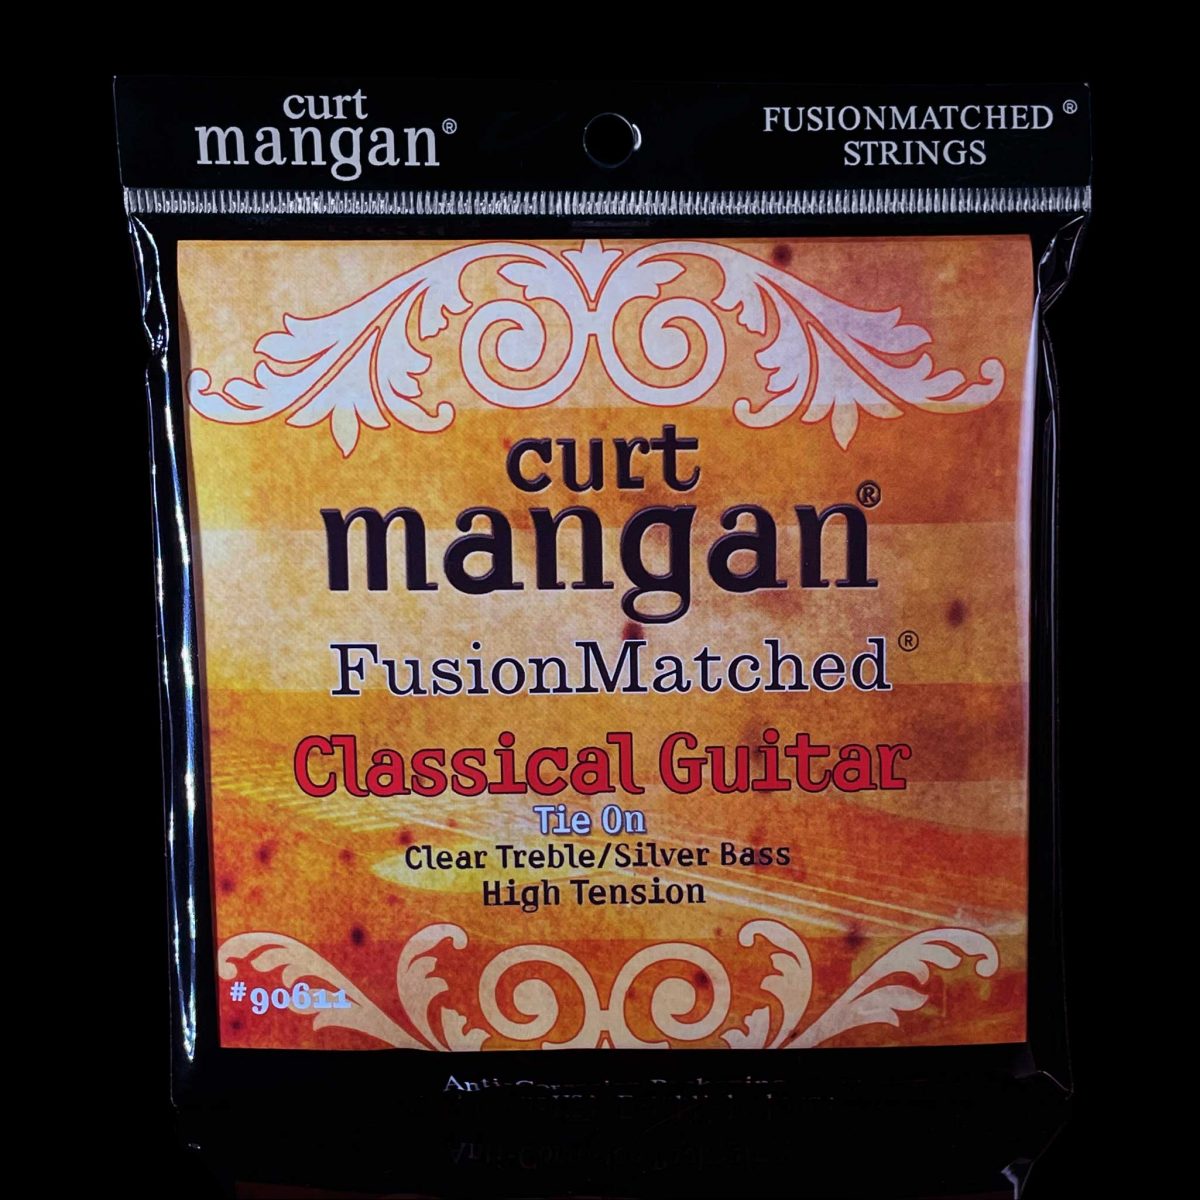 curt
mangan®
FUSIONMATCHED®
STRINGS
curt
mangan®
FusionMatched®
Classical Guitar
Tie On
Clear Treble/Silver Bass
High Tension
#90611